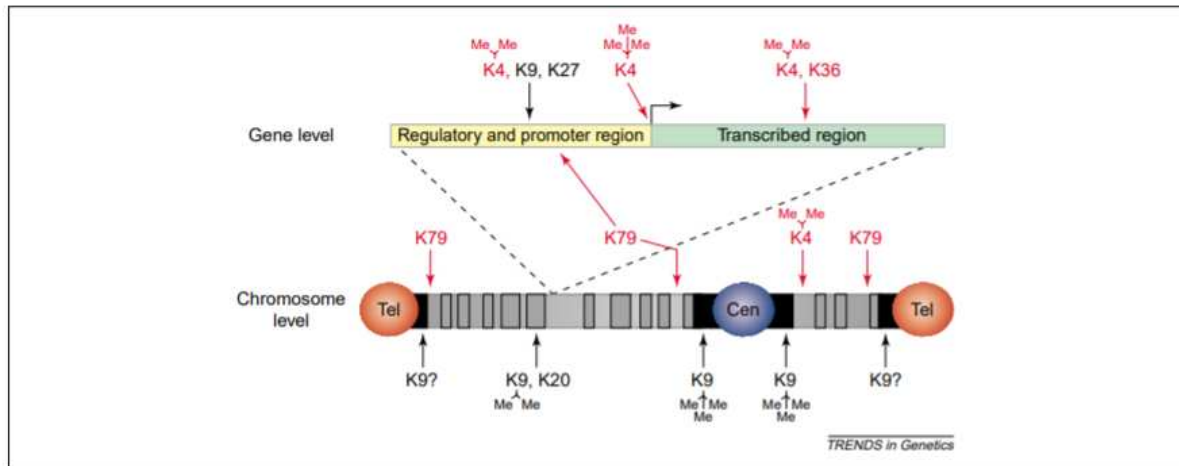 Me
Me Me
Me Me
Me Me
K4, K9, K27
K4
K4, K36
Gene level
Regulatory and promoter region
Transcribed region
Me Me
K79
K79
K4
K79
Chromosome
level
Tel
Cen
Tel
K9?
K9, K20
K9
K9
K9?
Me Me
Me Me
Me
Me Me
Me
TRENDS in Genetics